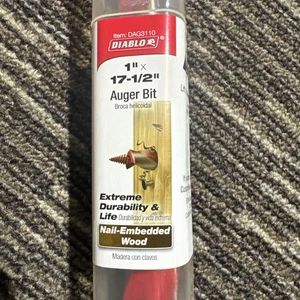 Item: DAG3110
DIABLO
1" x
17-1/2"
Auger Bit
Broca helicoidal
Extreme
Durability &
Life Durabilidad y vida extrema
Nail-Embedded
Wood
Madera con clavos